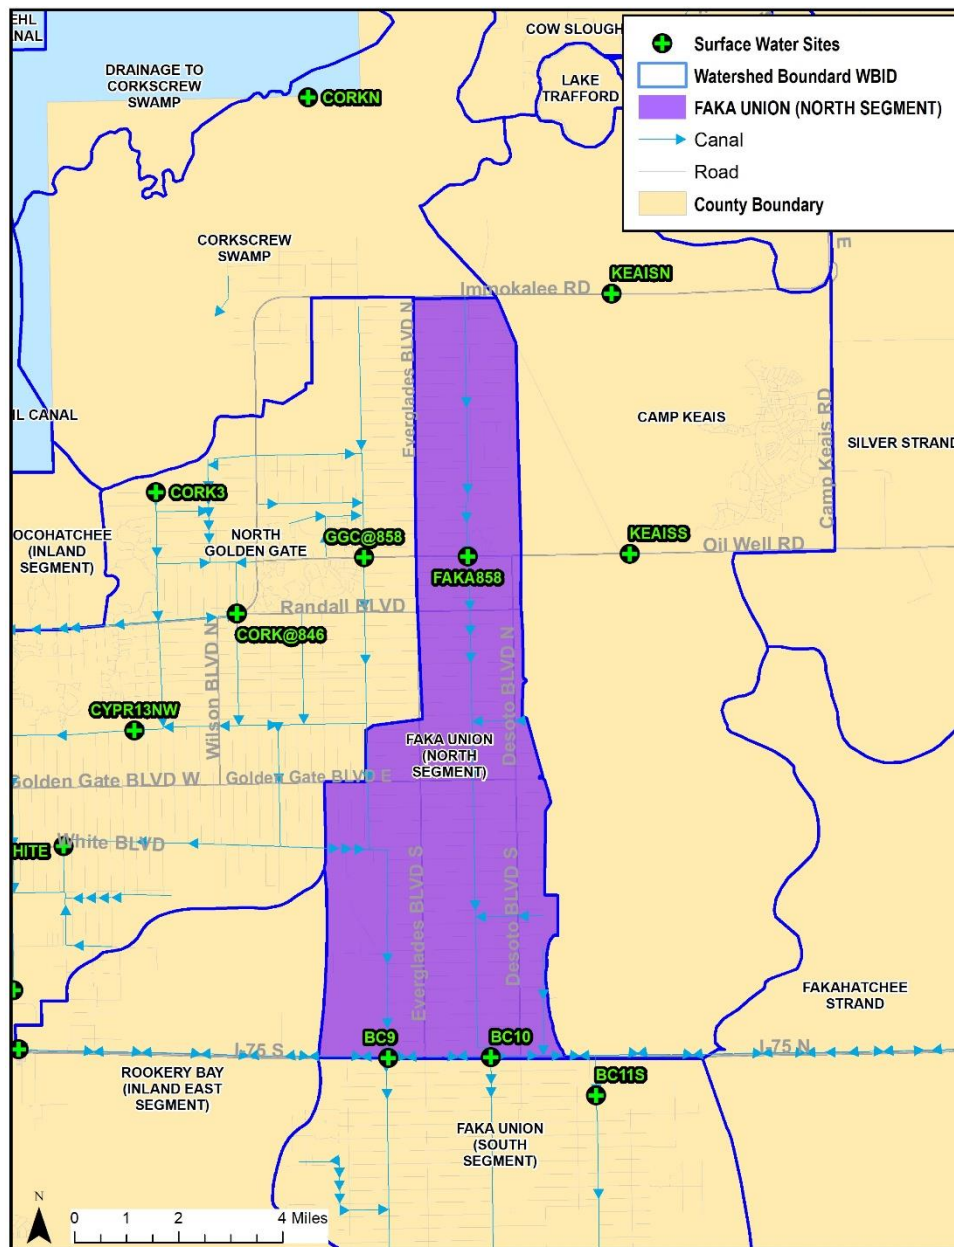 EHL
NAL
DRAINAGE TO
CORKSCREW
SWAMP
CORKN
COW SLOUGH
LAKE
TRAFFORD
Surface Water Sites
Watershed Boundard WBID
FAKA UNION (NORTH SEGMENT)
Canal
Road
County Boundary
E
CORKSCREW
SWAMP
KEAISN
Immokalee RD
Everglades BLVD N
IL CANAL
CAMP KEAIS
Camp Keais RD
SILVER STRAND
CORK3
OCOHATCHEE
(INLAND
SEGMENT)
NORTH
GOLDEN GATE
GGC@858
FAKA858
KEAISS
Oil Well RD
Randall BLVD
CORK@846
Wilson BLVD N
Desoto BLVD N
CYPR13NW
FAKA UNION
(NORTH
SEGMENT)
Golden Gate BLVD W
Golden Gate BLVD E
HITE
White BLVD
Everglades BLVD S
Desoto BLVD S
FAKAHATCHEE
STRAND
I-75 S
BC9
BC10
I-75 N
ROOKERY BAY
(INLAND EAST
SEGMENT)
BC11S
FAKA UNION
(SOUTH
SEGMENT)
N
0 1 2 4 Miles